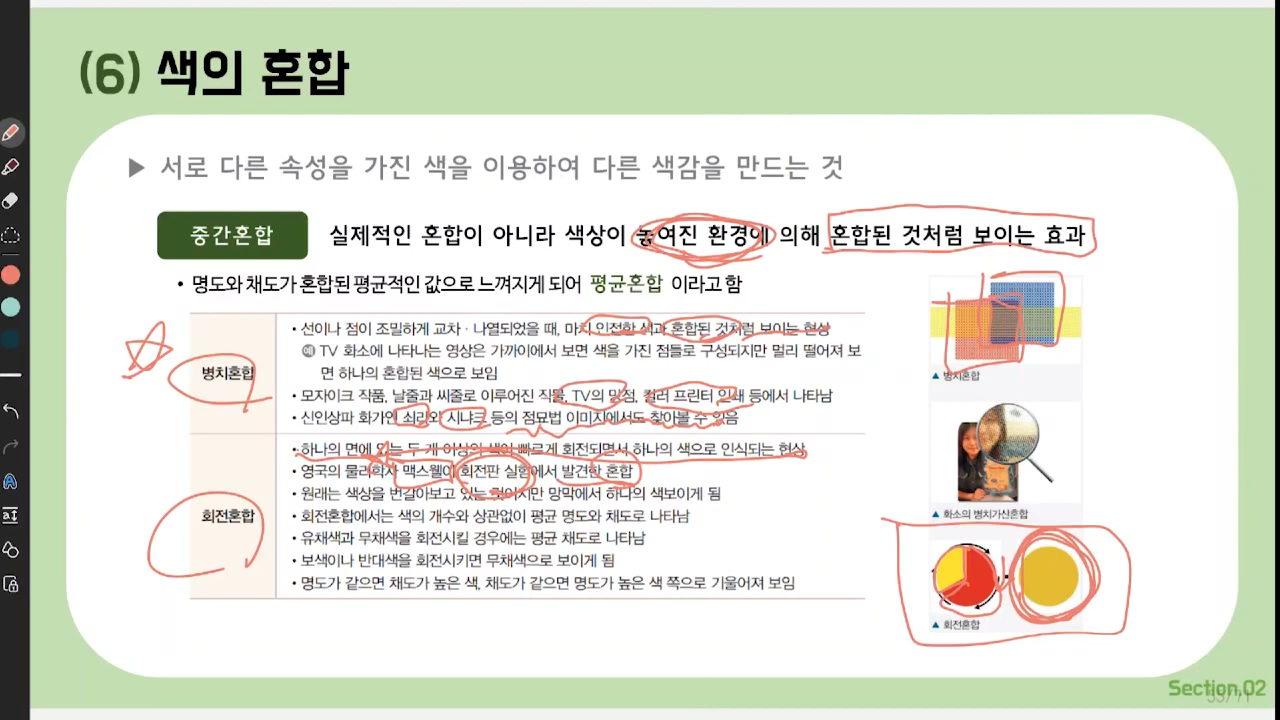 (6) 색의 혼합
▶ 서로 다른 속성을 가진 색을 이용하여 다른 색감을 만드는 것
중간혼합 실제적인 혼합이 아니라 색상이 놓여진 환경에 의해 혼합된 것처럼 보이는 효과
• 명도와 채도가 혼합된 평균적인 값으로 느껴지게 되어 평균혼합 이라고 함
병치혼합
• 선이나 점이 조밀하게 교차·나열되었을 때, 마치 인접한 색과 혼합된 것처럼 보이는 현상
예 TV 화소에 나타나는 영상은 가까이에서 보면 색을 가진 점들로 구성되지만 멀리 떨어져 보
면 하나의 혼합된 색으로 보임
• 모자이크 작품, 날줄과 씨줄로 이루어진 직물, TV의 망점, 컬러 프린터 인쇄 등에서 나타남
• 신인상파 화가인 쇠라와 시냐크 등의 점묘법 이미지에서도 찾아볼 수 있음
회전혼합
• 하나의 면에 있는 두 개 이상의 색이 빠르게 회전되면서 하나의 색으로 인식되는 현상
• 영국의 물리학자 맥스웰이 회전판 실험에서 발견한 혼합
• 원래는 색상을 번갈아보고 있는 것이지만 망막에서 하나의 색보이게 됨
• 회전혼합에서는 색의 개수와 상관없이 평균 명도와 채도로 나타남
• 유채색과 무채색을 회전시킬 경우에는 평균 채도로 나타남
• 보색이나 반대색을 회전시키면 무채색으로 보이게 됨
• 명도가 같으면 채도가 높은 색, 채도가 같으면 명도가 높은 색 쪽으로 기울어져 보임
▲ 병치혼합
▲ 화소의 병치가산혼합
▲ 회전혼합
Section.02